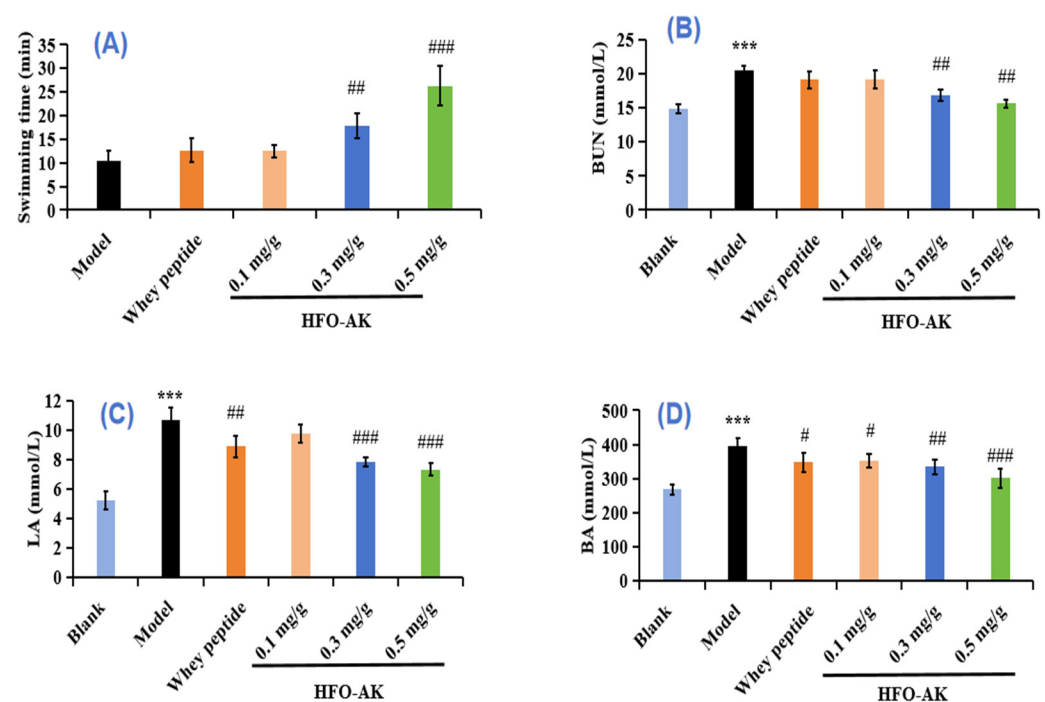 (A)
Swimming time (min)
35
30
25
20
15
10
5
0
##
###
Model
Whey peptide
0.1 mg/g
0.3 mg/g
0.5 mg/g
HFO-AK
(B)
BUN (mmol/L)
25
20
15
10
5
0
***
##
##
Blank
Model
Whey peptide
0.1 mg/g
0.3 mg/g
0.5 mg/g
HFO-AK
(C)
LA (mmol/L)
12
10
8
6
4
2
0
***
##
###
###
Blank
Model
Whey peptide
0.1 mg/g
0.3 mg/g
0.5 mg/g
HFO-AK
(D)
BA (mmol/L)
500
400
300
200
100
0
***
#
#
##
###
Blank
Model
Whey peptide
0.1 mg/g
0.3 mg/g
0.5 mg/g
HFO-AK